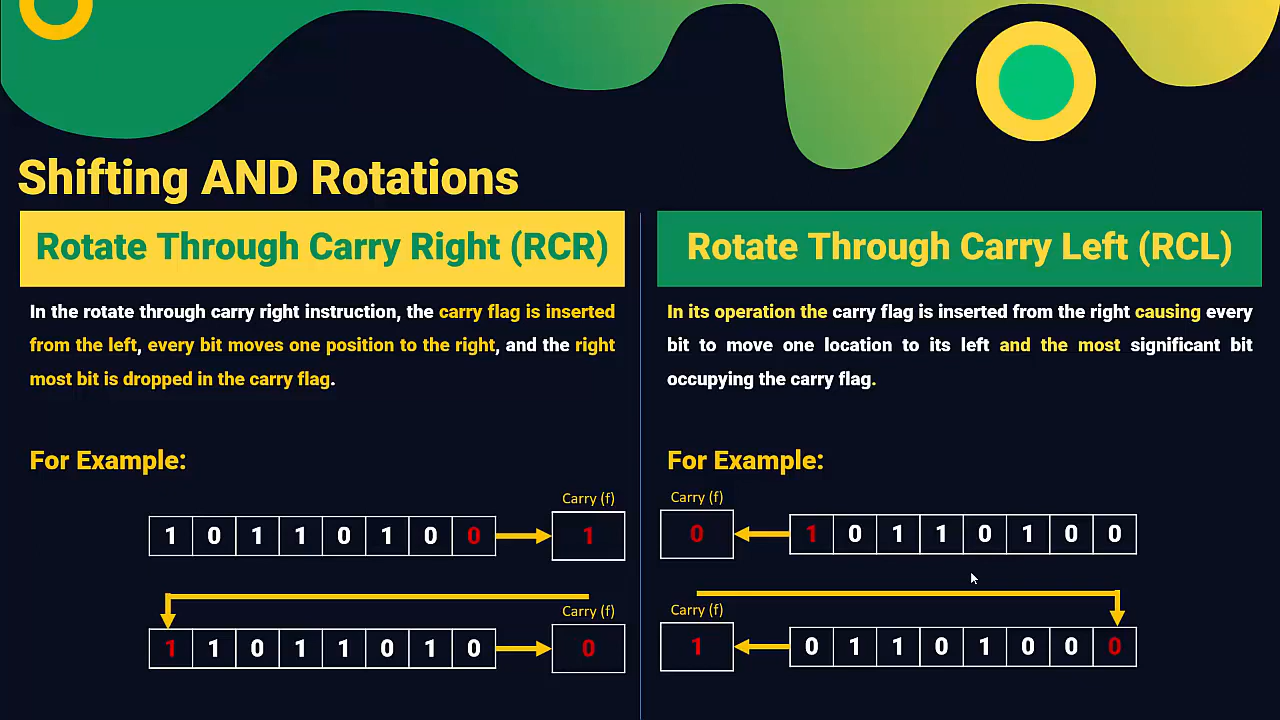 Shifting AND Rotations
Rotate Through Carry Right (RCR)
In the rotate through carry right instruction, the carry flag is inserted
from the left, every bit moves one position to the right, and the right
most bit is dropped in the carry flag.
For Example:
Carry (f)
1 0 1 1 0 1 0 0 1
Carry (f)
1 1 0 1 1 0 1 0 0
Rotate Through Carry Left (RCL)
In its operation the carry flag is inserted from the right causing every
bit to move one location to its left and the most significant bit
occupying the carry flag.
For Example:
Carry (f)
0 1 0 1 1 0 1 0 0
Carry (f)
1 0 1 1 0 1 0 0 0